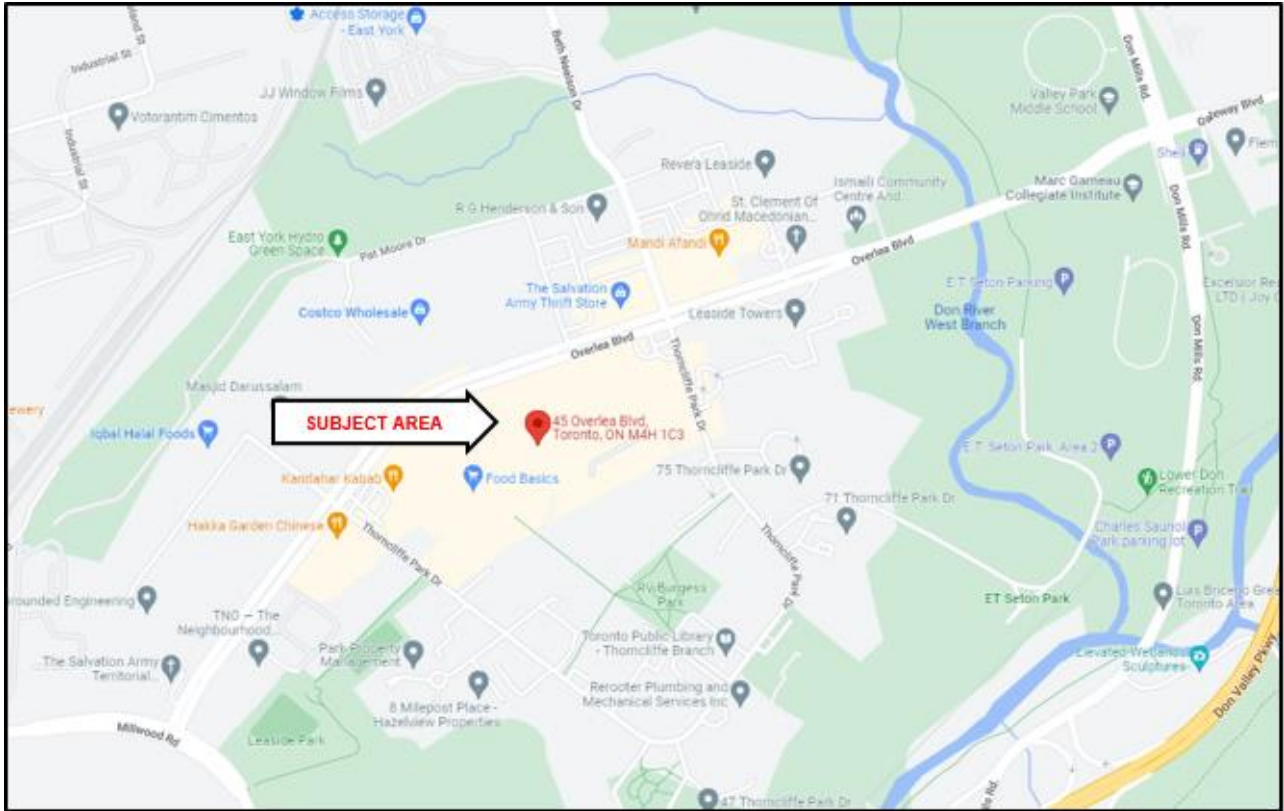 Access Storage
- East York
Industrial St
JJ Window Films
Votorantim Cimentos
Industrial St
Beth Nealson Dr
Don Mills Rd
Valley Park
Middle School
Gateway Blvd
Shell
Revera Leaside
Ismaili Community
Centre And
Marc Garneau
Collegiate Institute
St. Clement Of
Ohrid Macedonian...
R G Henderson & Son
Don Mills Rd
East York Hydro
Green Space
Pat Moore Dr
Mandi Afandi
Overlea Blvd
The Salvation
Army Thrift Store
E.T. Seton Parking
Costco Wholesale
Leaside Towers
Don River
West Branch
Overlea Blvd
Don Mills Rd
Thorncliffe Park Dr
Masjid Darussalam
SUBJECT AREA
45 Overlea Blvd,
Toronto, ON M4H 1C3
Iqbal Halal Foods
E.T. Seton Park, Area 2
Kandahar Kabab
Food Basics
75 Thorncliffe Park Dr
Lower Don
Recreation Trail
71 Thorncliffe Park Dr
Hakka Garden Chinese
Thorncliffe Park Dr
Charles Sauriol
Park parking lot
Thorncliffe Park Dr
R.V. Burgess
Park
ET Seton Park
TNO – The
Neighbourhood...
Park Property
Management
Toronto Public Library
- Thorncliffe Branch
Elevated Wetlands
Sculptures
The Salvation Army
Territorial...
8 Milepost Place -
Hazelview Properties
Rerooter Plumbing and
Mechanical Services Inc
Don Valley Pkwy
Millwood Rd
Leaside Park
47 Thorncliffe Park Dr